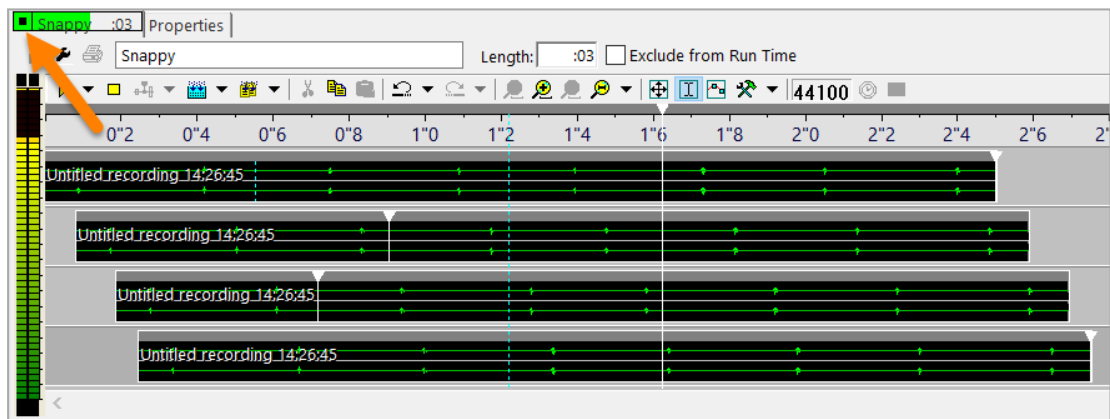 Snappy :03 Properties
Snappy Length: :03 Exclude from Run Time
44100
0"2 0"4 0"6 0"8 1"0 1"2 1"4 1"6 1"8 2"0 2"2 2"4 2"6 2"
Untitled recording 14;26;45
Untitled recording 14;26;45
Untitled recording 14;26;45
Untitled recording 14;26;45